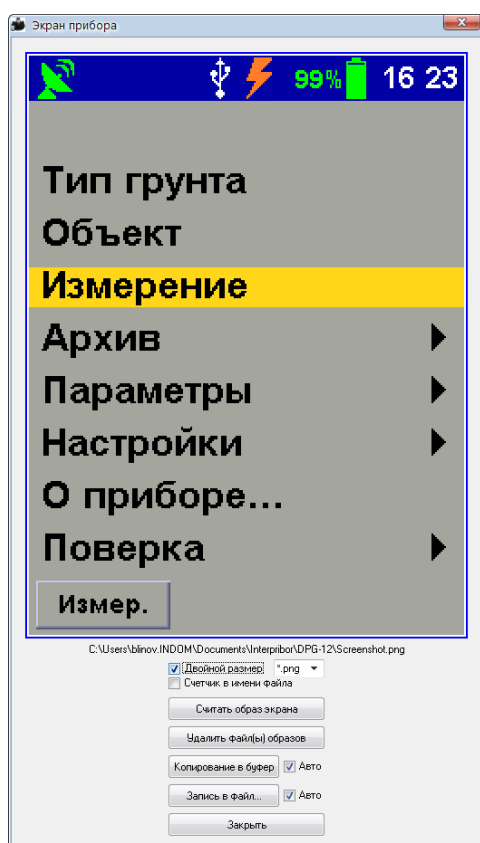 Экран прибора
99% 16 23
Тип грунта
Объект
Измерение
Архив
Параметры
Настройки
О приборе...
Поверка
Измер.
C:\Users\blinov.INDOM\Documents\Interpribor\DPG-12\Screenshot.png
Двойной размер *.png
Счетчик в имени файла
Считать образ экрана
Удалить файл(ы) образов
Копирование в буфер Авто
Запись в файл... Авто
Закрыть